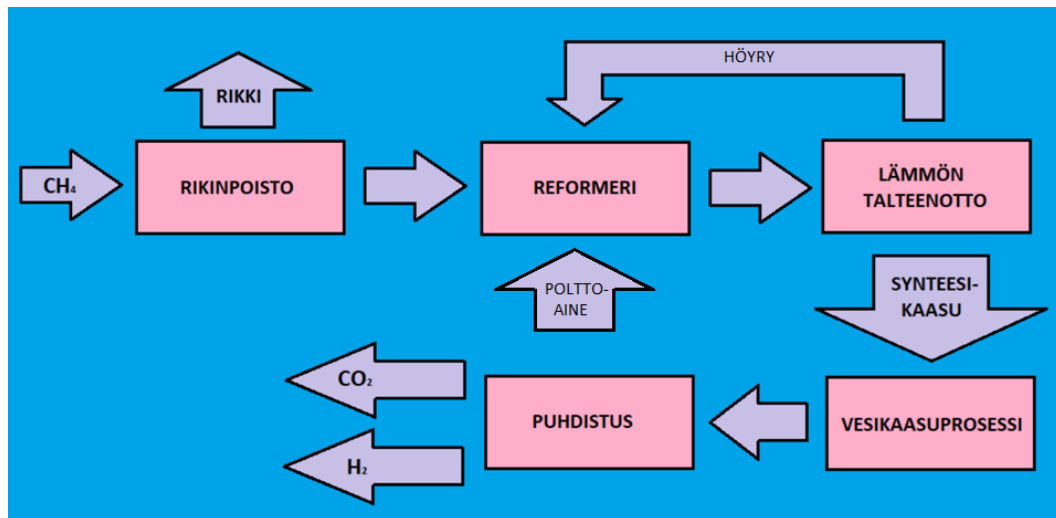 RIKKI
HÖYRY
CH₄
RIKINPOISTO
REFORMERI
LÄMMÖN
TALTEENOTTO
POLTTO-
AINE
SYNTEESI-
KAASU
CO₂
H₂
PUHDISTUS
VESIKAASUPROSESSI